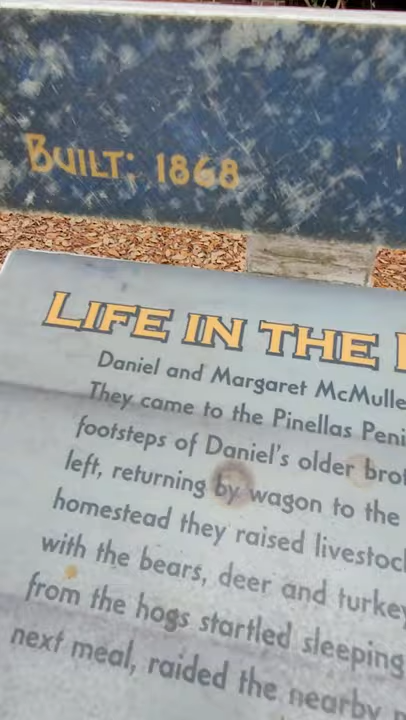 BUILT: 1868
LIFE IN THE
Daniel and Margaret McMulle
They came to the Pinellas Peni
footsteps of Daniel's older brot
left, returning by wagon to the
homestead they raised livestock
with the bears, deer and turkey
from the hogs startled sleeping
next meal, raided the nearby